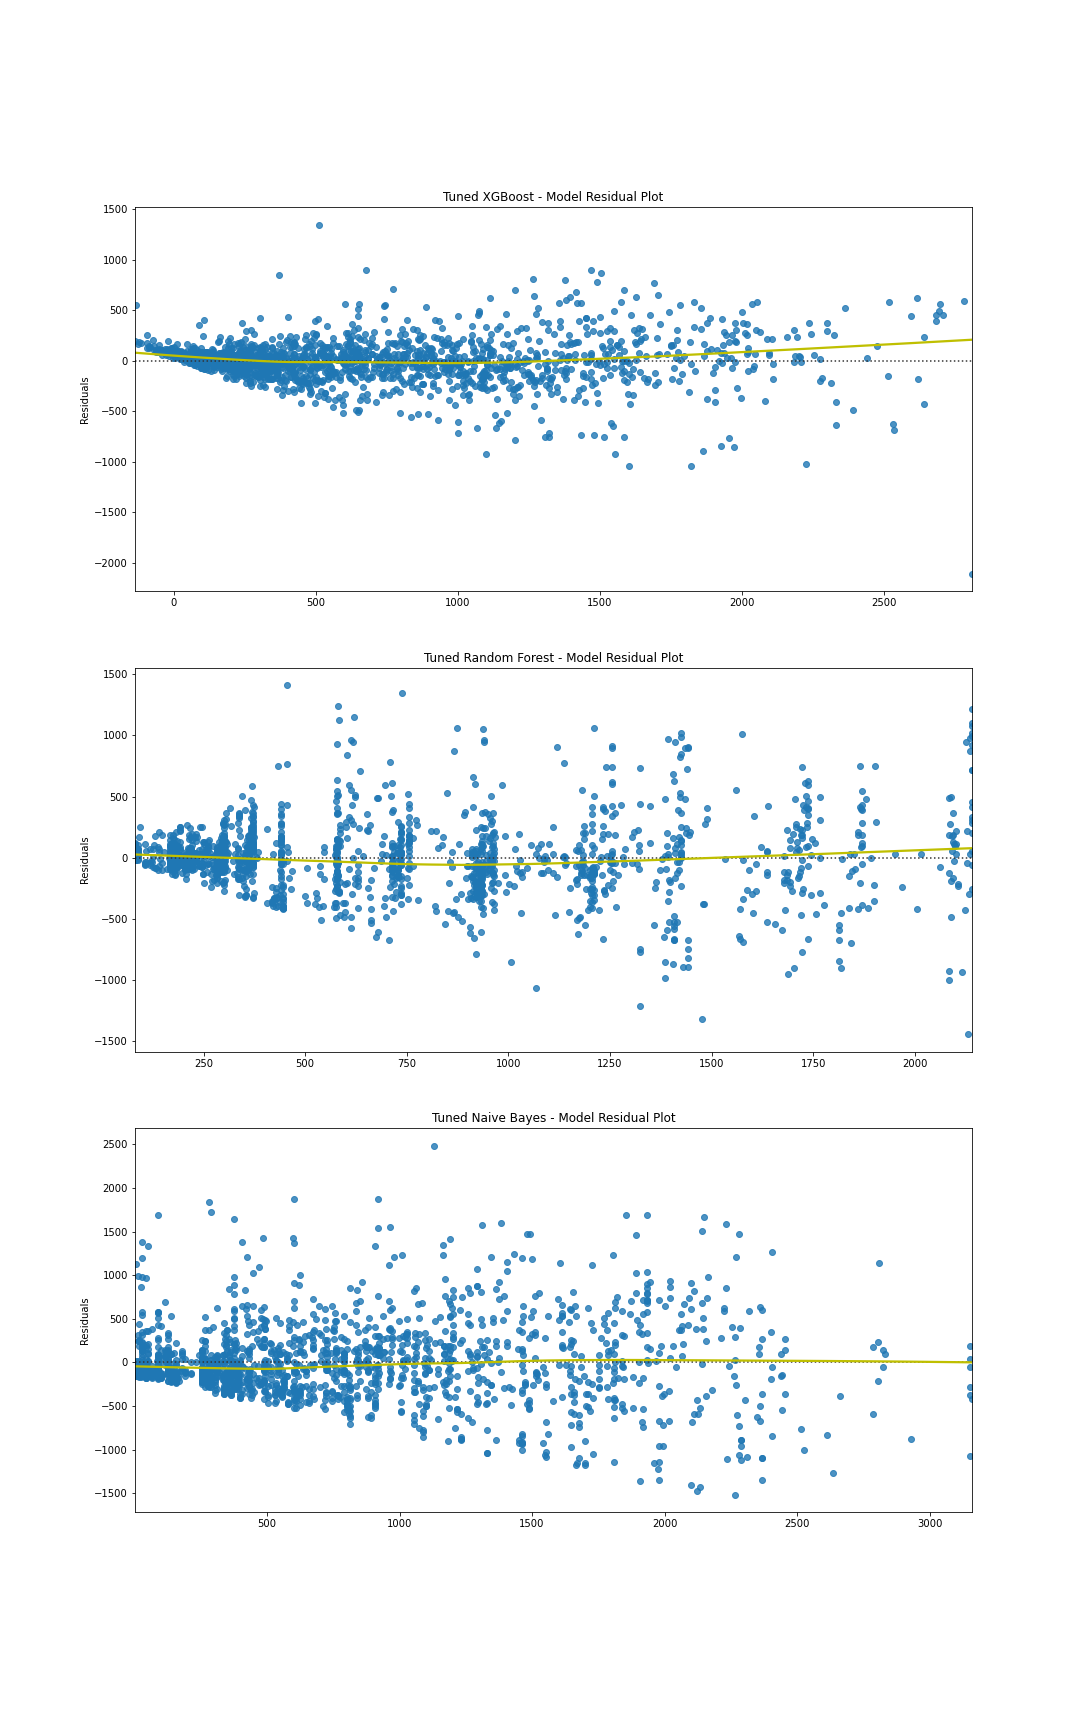 Tuned XGBoost - Model Residual Plot
1500
1000
500
0
−500
−1000
−1500
−2000
Residuals
0 500 1000 1500 2000 2500
Tuned Random Forest - Model Residual Plot
1500
1000
500
0
−500
−1000
−1500
Residuals
250 500 750 1000 1250 1500 1750 2000
Tuned Naive Bayes - Model Residual Plot
2500
2000
1500
1000
500
0
−500
−1000
−1500
Residuals
500 1000 1500 2000 2500 3000